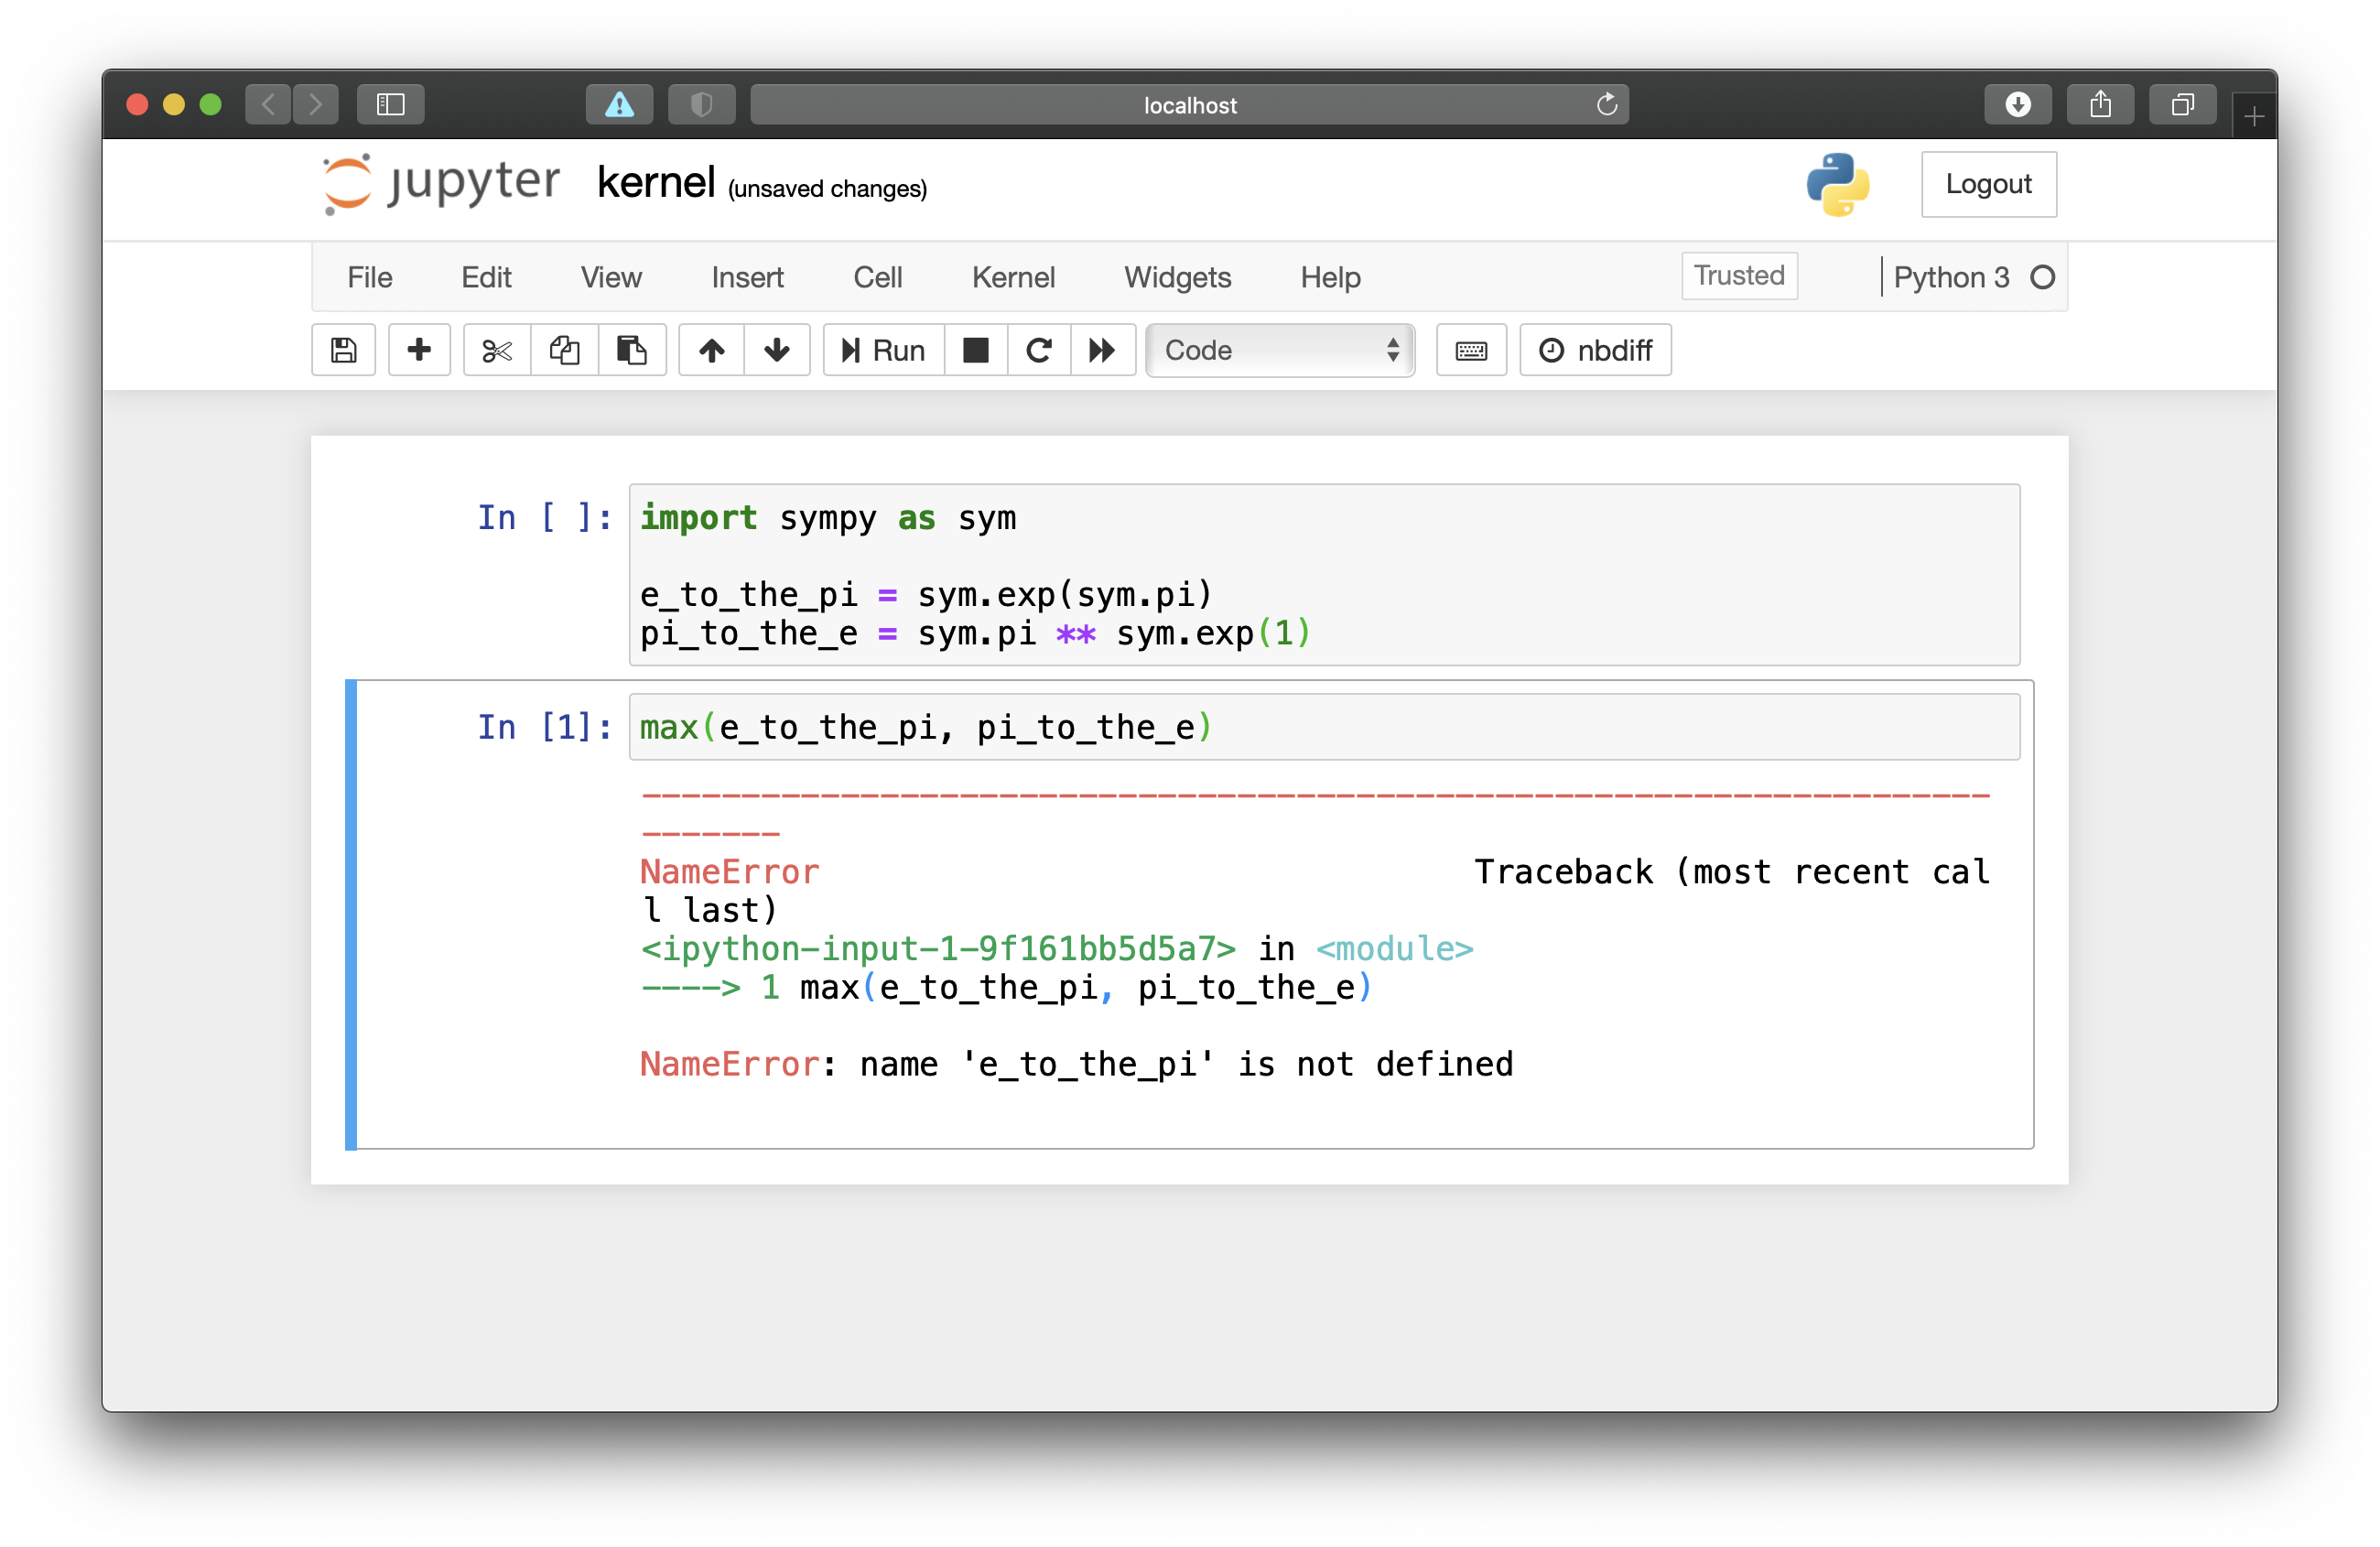 localhost
jupyter kernel (unsaved changes) Logout
File Edit View Insert Cell Kernel Widgets Help Trusted Python 3
Run Code nbdiff
In [ ]: import sympy as sym
e_to_the_pi = sym.exp(sym.pi)
pi_to_the_e = sym.pi ** sym.exp(1)
In [1]: max(e_to_the_pi, pi_to_the_e)
---------------------------------------------------------------------
-------
NameError Traceback (most recent cal
l last)
<ipython-input-1-9f161bb5d5a7> in <module>
----> 1 max(e_to_the_pi, pi_to_the_e)
NameError: name 'e_to_the_pi' is not defined